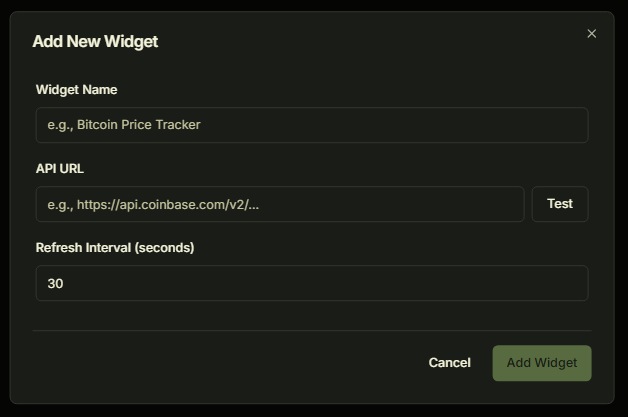 Add New Widget
Widget Name
e.g., Bitcoin Price Tracker
API URL
e.g., https://api.coinbase.com/v2/...
Test
Refresh Interval (seconds)
30
Cancel
Add Widget